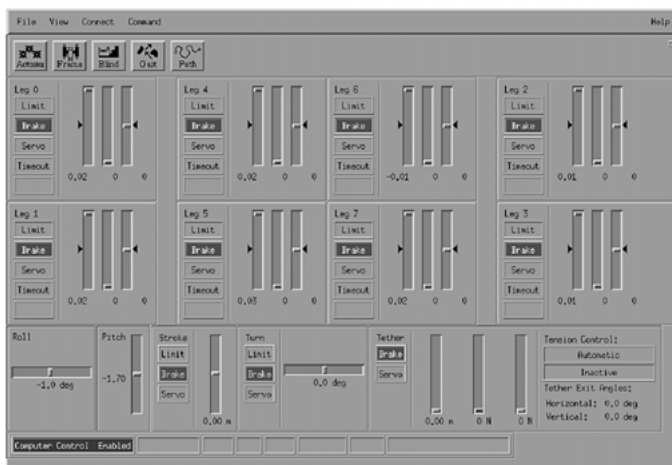 File View Connect Command Help
Fricus Blind Quit Path
Leg 0
Limit
Brake
Servo
Timeout
0.02 0 0
Leg 4
Limit
Brake
Servo
Timeout
0.02 0 0
Leg 6
Limit
Brake
Servo
Timeout
-0.01 0 0
Leg 2
Limit
Brake
Servo
Timeout
0.01 0 0
Leg 1
Limit
Brake
Servo
Timeout
0.02 0 0
Leg 5
Limit
Brake
Servo
Timeout
0.03 0 0
Leg 7
Limit
Brake
Servo
Timeout
0.02 0 0
Leg 3
Limit
Brake
Servo
Timeout
0.01 0 0
Roll
-1.0 deg
Pitch
-1.70
Stroke
Limit
Brake
Servo
0.00 m
Turn
Limit
Brake
Servo
0.0 deg
Tether
Brake
Servo
0.00 m 0 N 0 N
Tension Control:
Automatic
Inactive
Tether Exit Angles:
Horizontal: 0.0 deg
Vertical: 0.0 deg
Computer Control Enabled